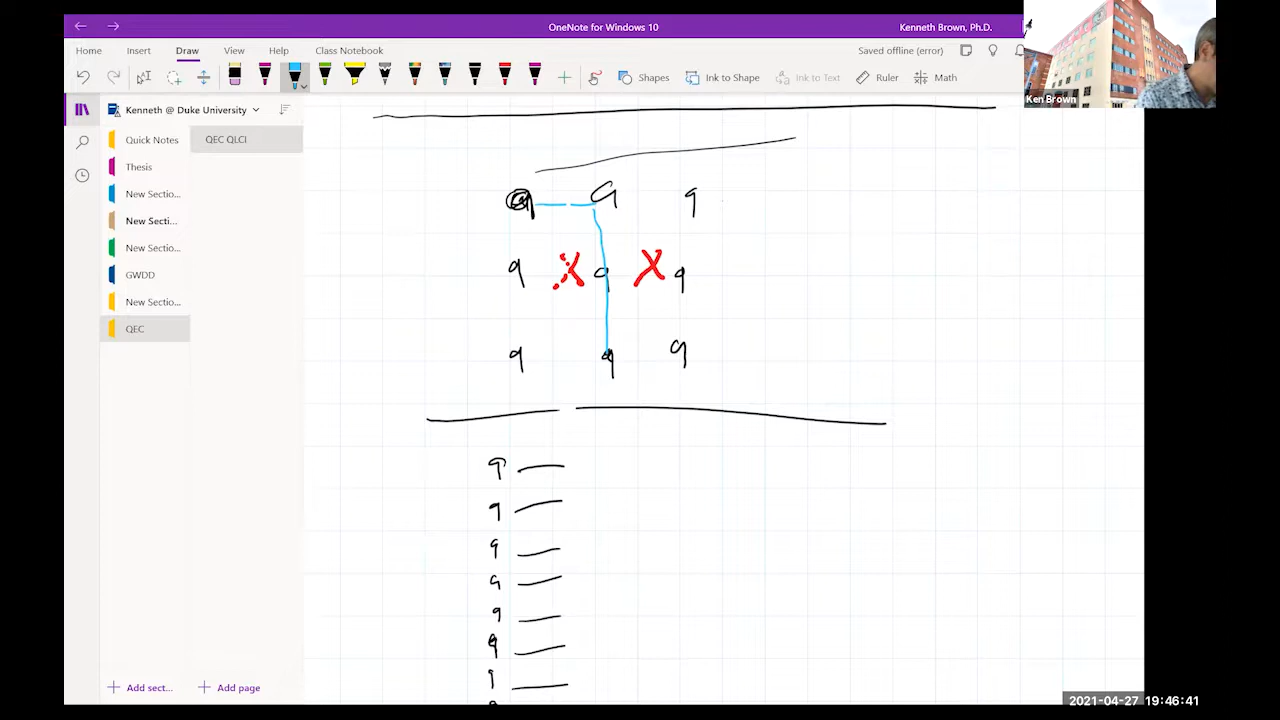 OneNote for Windows 10
Kenneth Brown, Ph.D.
Home Insert Draw View Help Class Notebook
Saved offline (error)
Shapes Ink to Shape Ink to Text Ruler Math
Ken Brown
Kenneth @ Duke University
Quick Notes
QEC QLCI
Thesis
New Sectio...
New Secti...
New Sectio...
GWDD
New Sectio...
QEC
q q
q X q X q
q q q
q
q
q
q
q
q
q
Add sect... Add page
2021-04-27 19:46:41